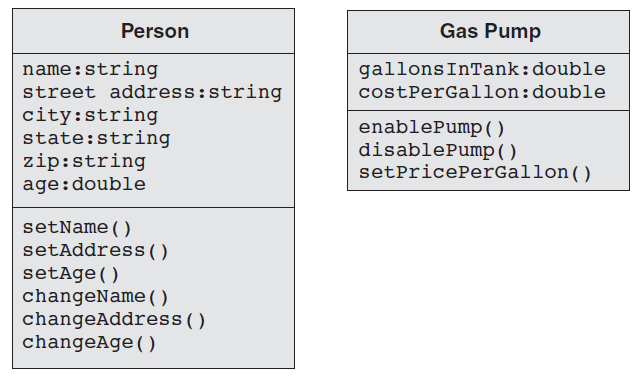 Person
name:string
street address:string
city:string
state:string
zip:string
age:double
setName()
setAddress()
setAge()
changeName()
changeAddress()
changeAge()
Gas Pump
gallonsInTank:double
costPerGallon:double
enablePump()
disablePump()
setPricePerGallon()